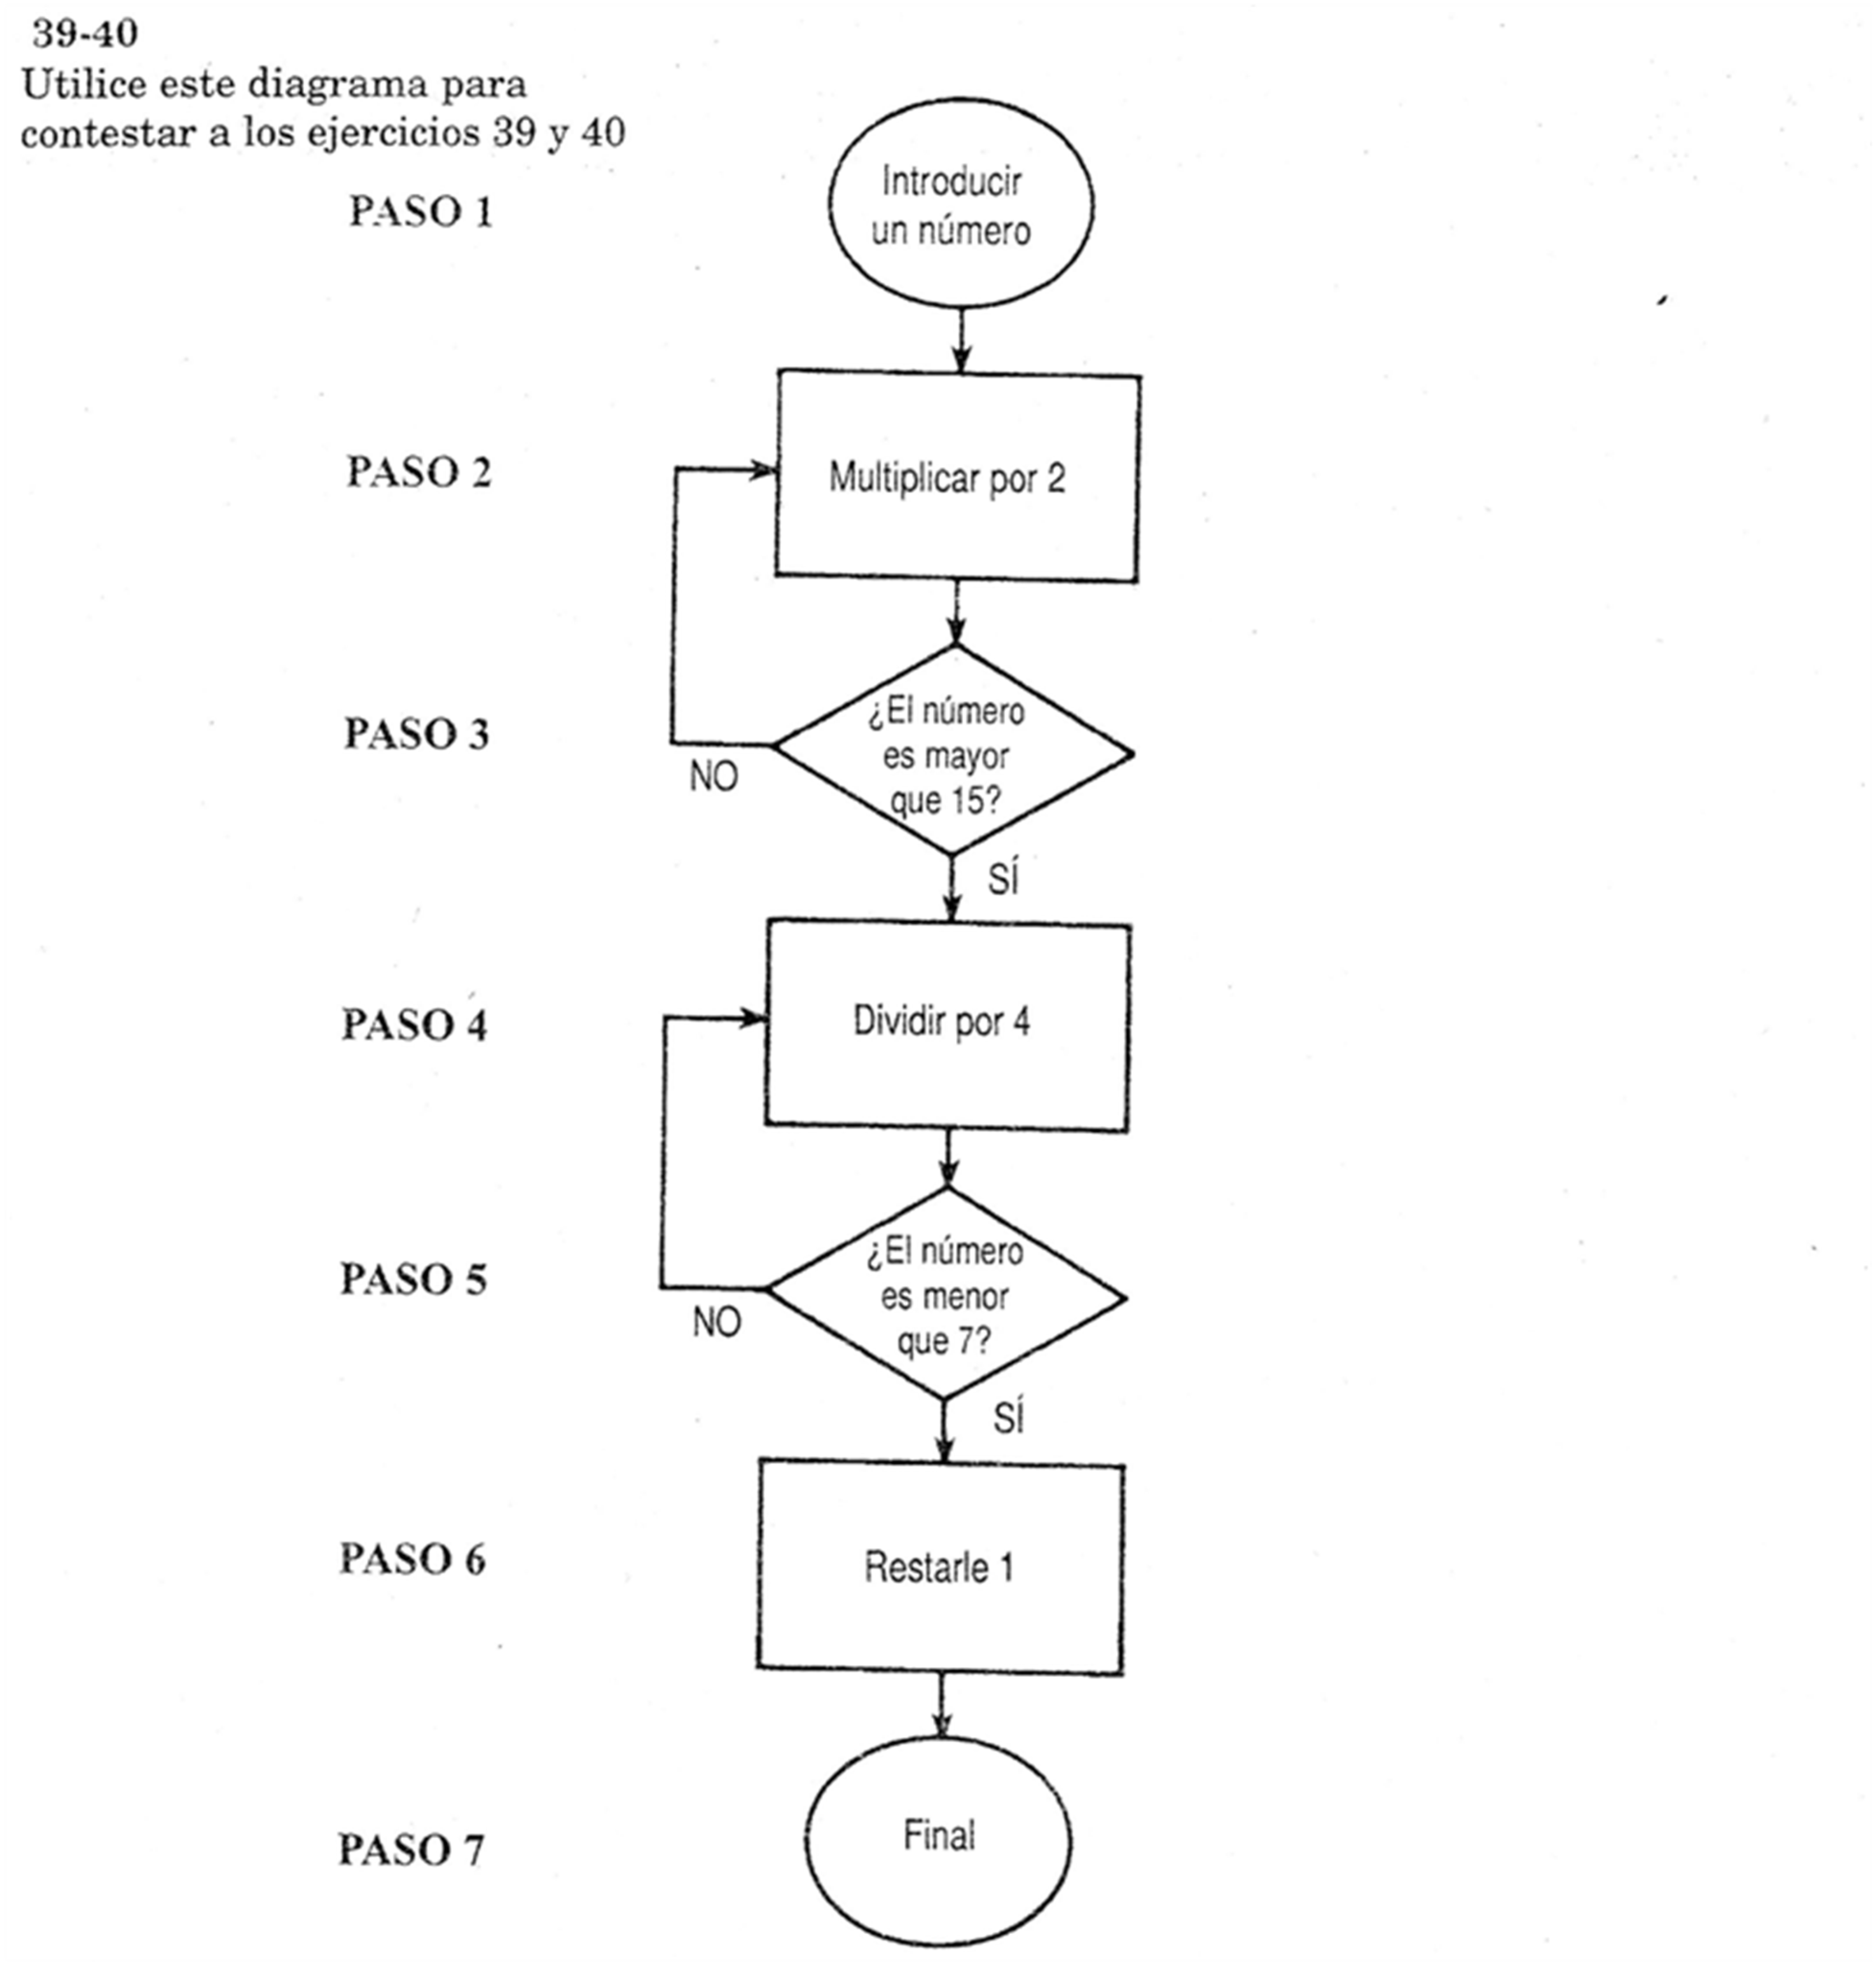 39-40
Utilice este diagrama para
contestar a los ejercicios 39 y 40
PASO 1
Introducir
un número
PASO 2
Multiplicar por 2
PASO 3
¿El número
es mayor
que 15?
NO
SÍ
PASO 4
Dividir por 4
PASO 5
¿El número
es menor
que 7?
NO
SÍ
PASO 6
Restarle 1
PASO 7
Final